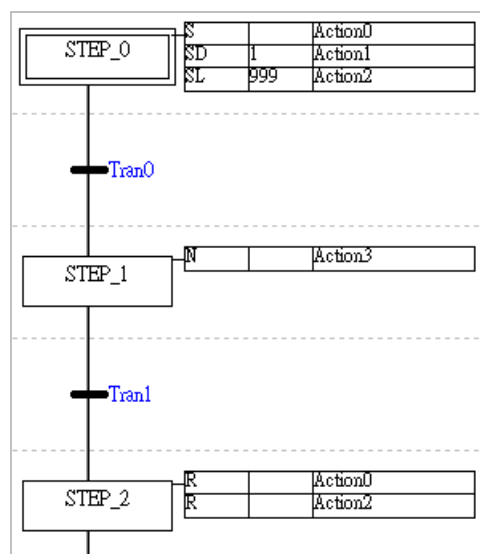 STEP_0
S Action0
SD 1 Action1
SL 999 Action2
Tran0
STEP_1
N Action3
Tran1
STEP_2
R Action0
R Action2